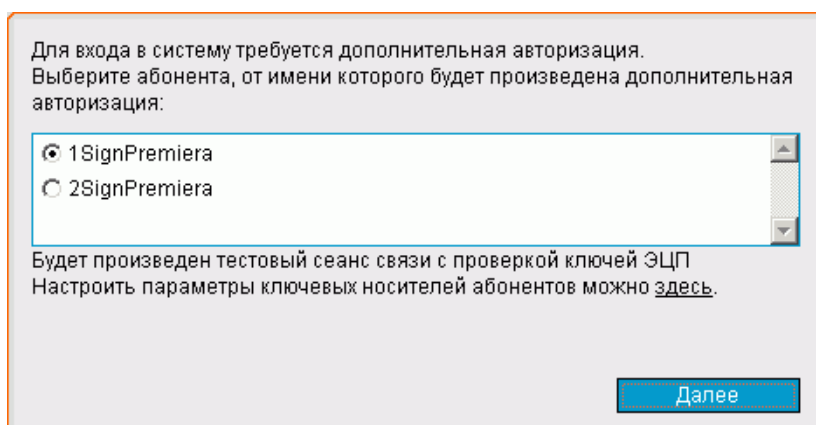 Для входа в систему требуется дополнительная авторизация.
Выберите абонента, от имени которого будет произведена дополнительная
авторизация:
1SignPremiera
2SignPremiera
Будет произведен тестовый сеанс связи с проверкой ключей ЭЦП
Настроить параметры ключевых носителей абонентов можно здесь.
Далее